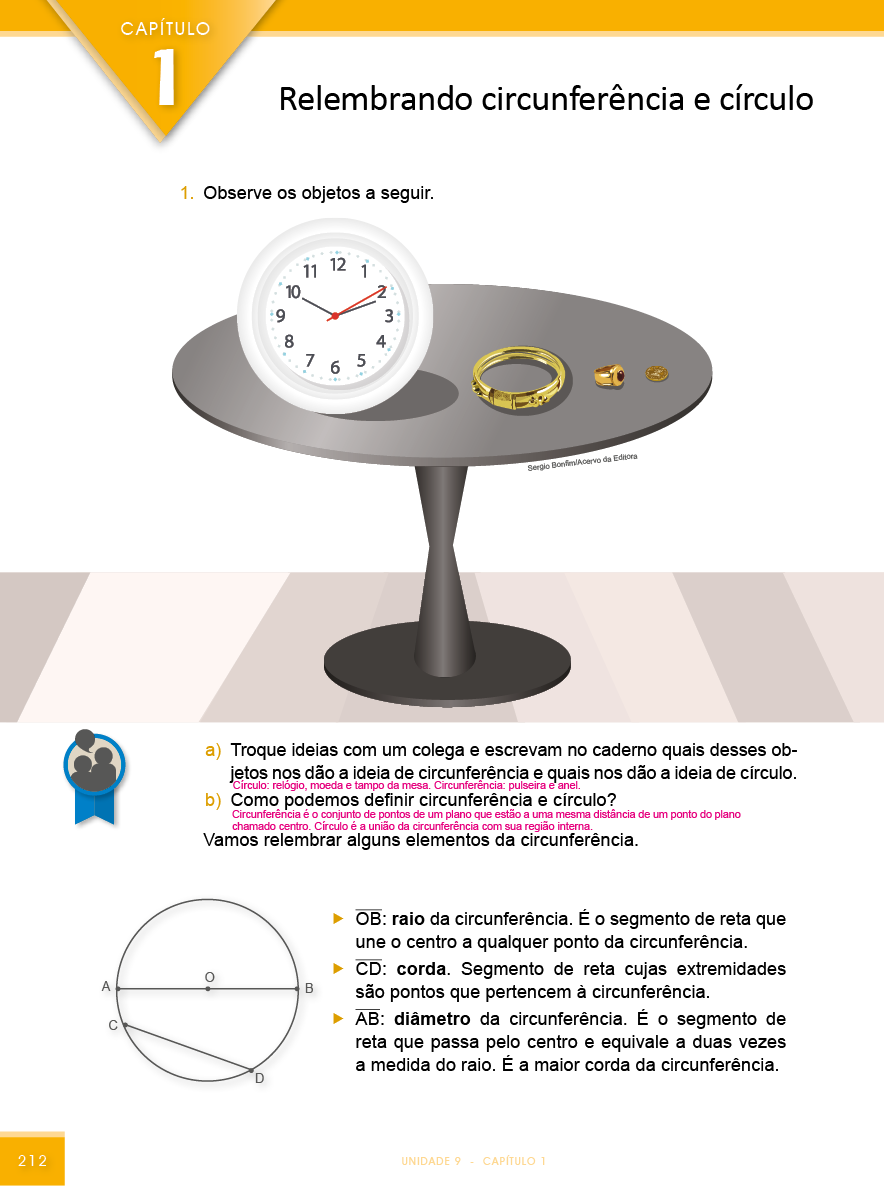 CAPÍTULO
1
Relembrando circunferência e círculo
1. Observe os objetos a seguir.
12
11
1
10
2
9
3
8
4
7
5
6
Sergio Bonfim/Acervo da Editora
a) Troque ideias com um colega e escrevam no caderno quais desses ob-
jetos nos dão a ideia de circunferência e quais nos dão a ideia de círculo.
Círculo: relógio, moeda e tampo da mesa. Circunferência: pulseira e anel.
b) Como podemos definir circunferência e círculo?
Circunferência é o conjunto de pontos de um plano que estão a uma mesma distância de um ponto do plano
chamado centro. Círculo é a união da circunferência com sua região interna.
Vamos relembrar alguns elementos da circunferência.
A
O
B
C
D
OB: raio da circunferência. É o segmento de reta que
une o centro a qualquer ponto da circunferência.
CD: corda. Segmento de reta cujas extremidades
são pontos que pertencem à circunferência.
AB: diâmetro da circunferência. É o segmento de
reta que passa pelo centro e equivale a duas vezes
a medida do raio. É a maior corda da circunferência.
212
UNIDADE 9 - CAPÍTULO 1